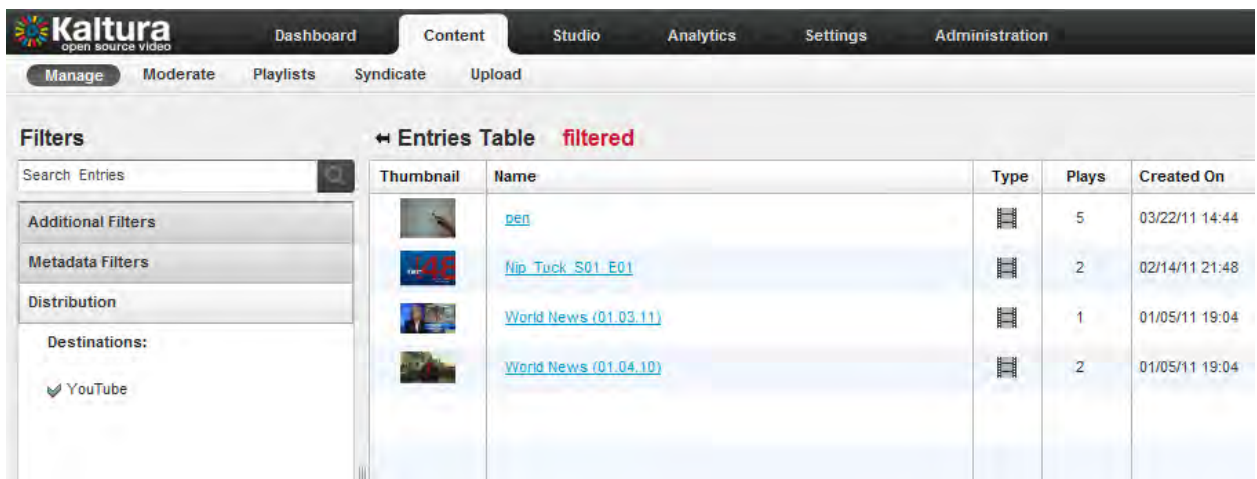 Kaltura
open source video
Dashboard Content Studio Analytics Settings Administration
Manage Moderate Playlists Syndicate Upload
Filters
Search Entries
Additional Filters
Metadata Filters
Distribution
Destinations:
YouTube
Entries Table filtered
Thumbnail Name Type Plays Created On
pen 5 03/22/11 14:44
48
Nip_Tuck_S01_E01 2 02/14/11 21:48
World News (01.03.11) 1 01/05/11 19:04
World News (01.04.10) 2 01/05/11 19:04